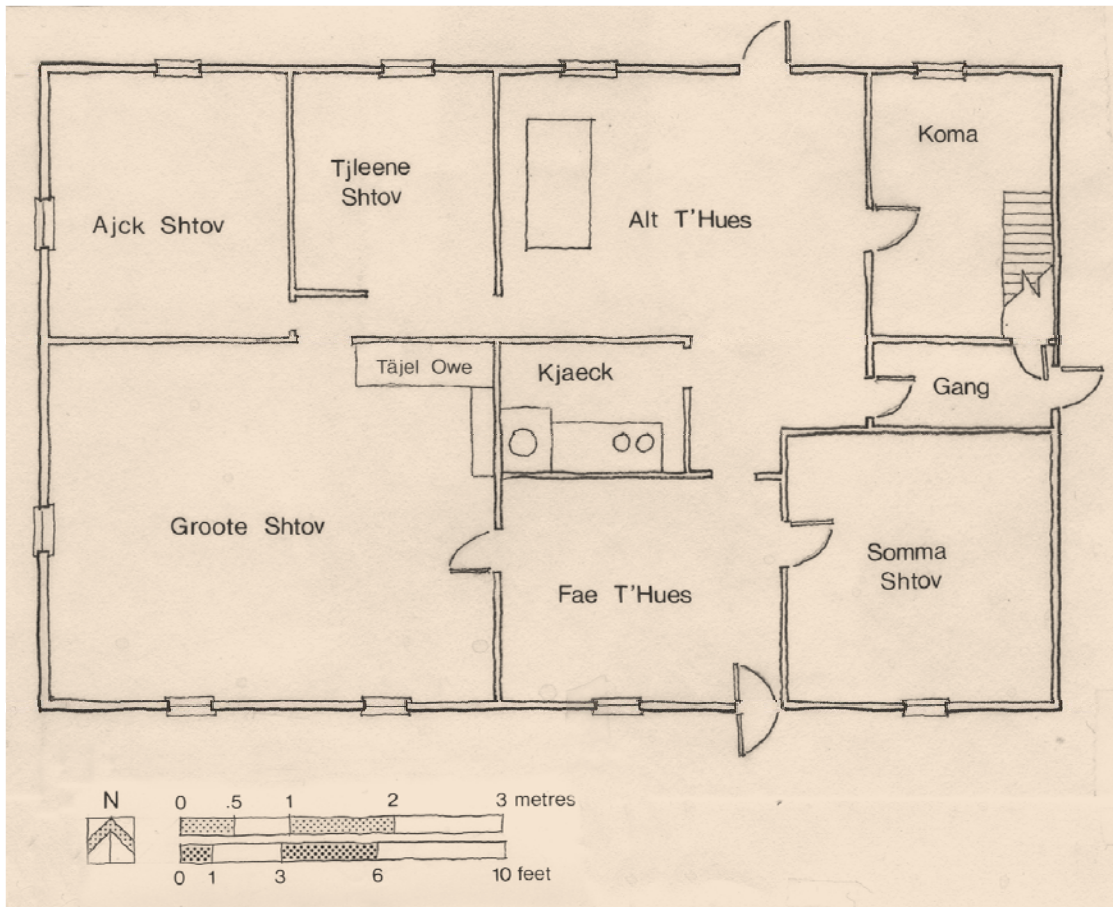 Koma
Tjleene
Shtov
Ajck Shtov
Alt T'Hues
Täjel Owe
Kjaeck
Gang
Groote Shtov
Somma
Shtov
Fae T'Hues
N
0 .5 1 2 3 metres
0 1 3 6 10 feet